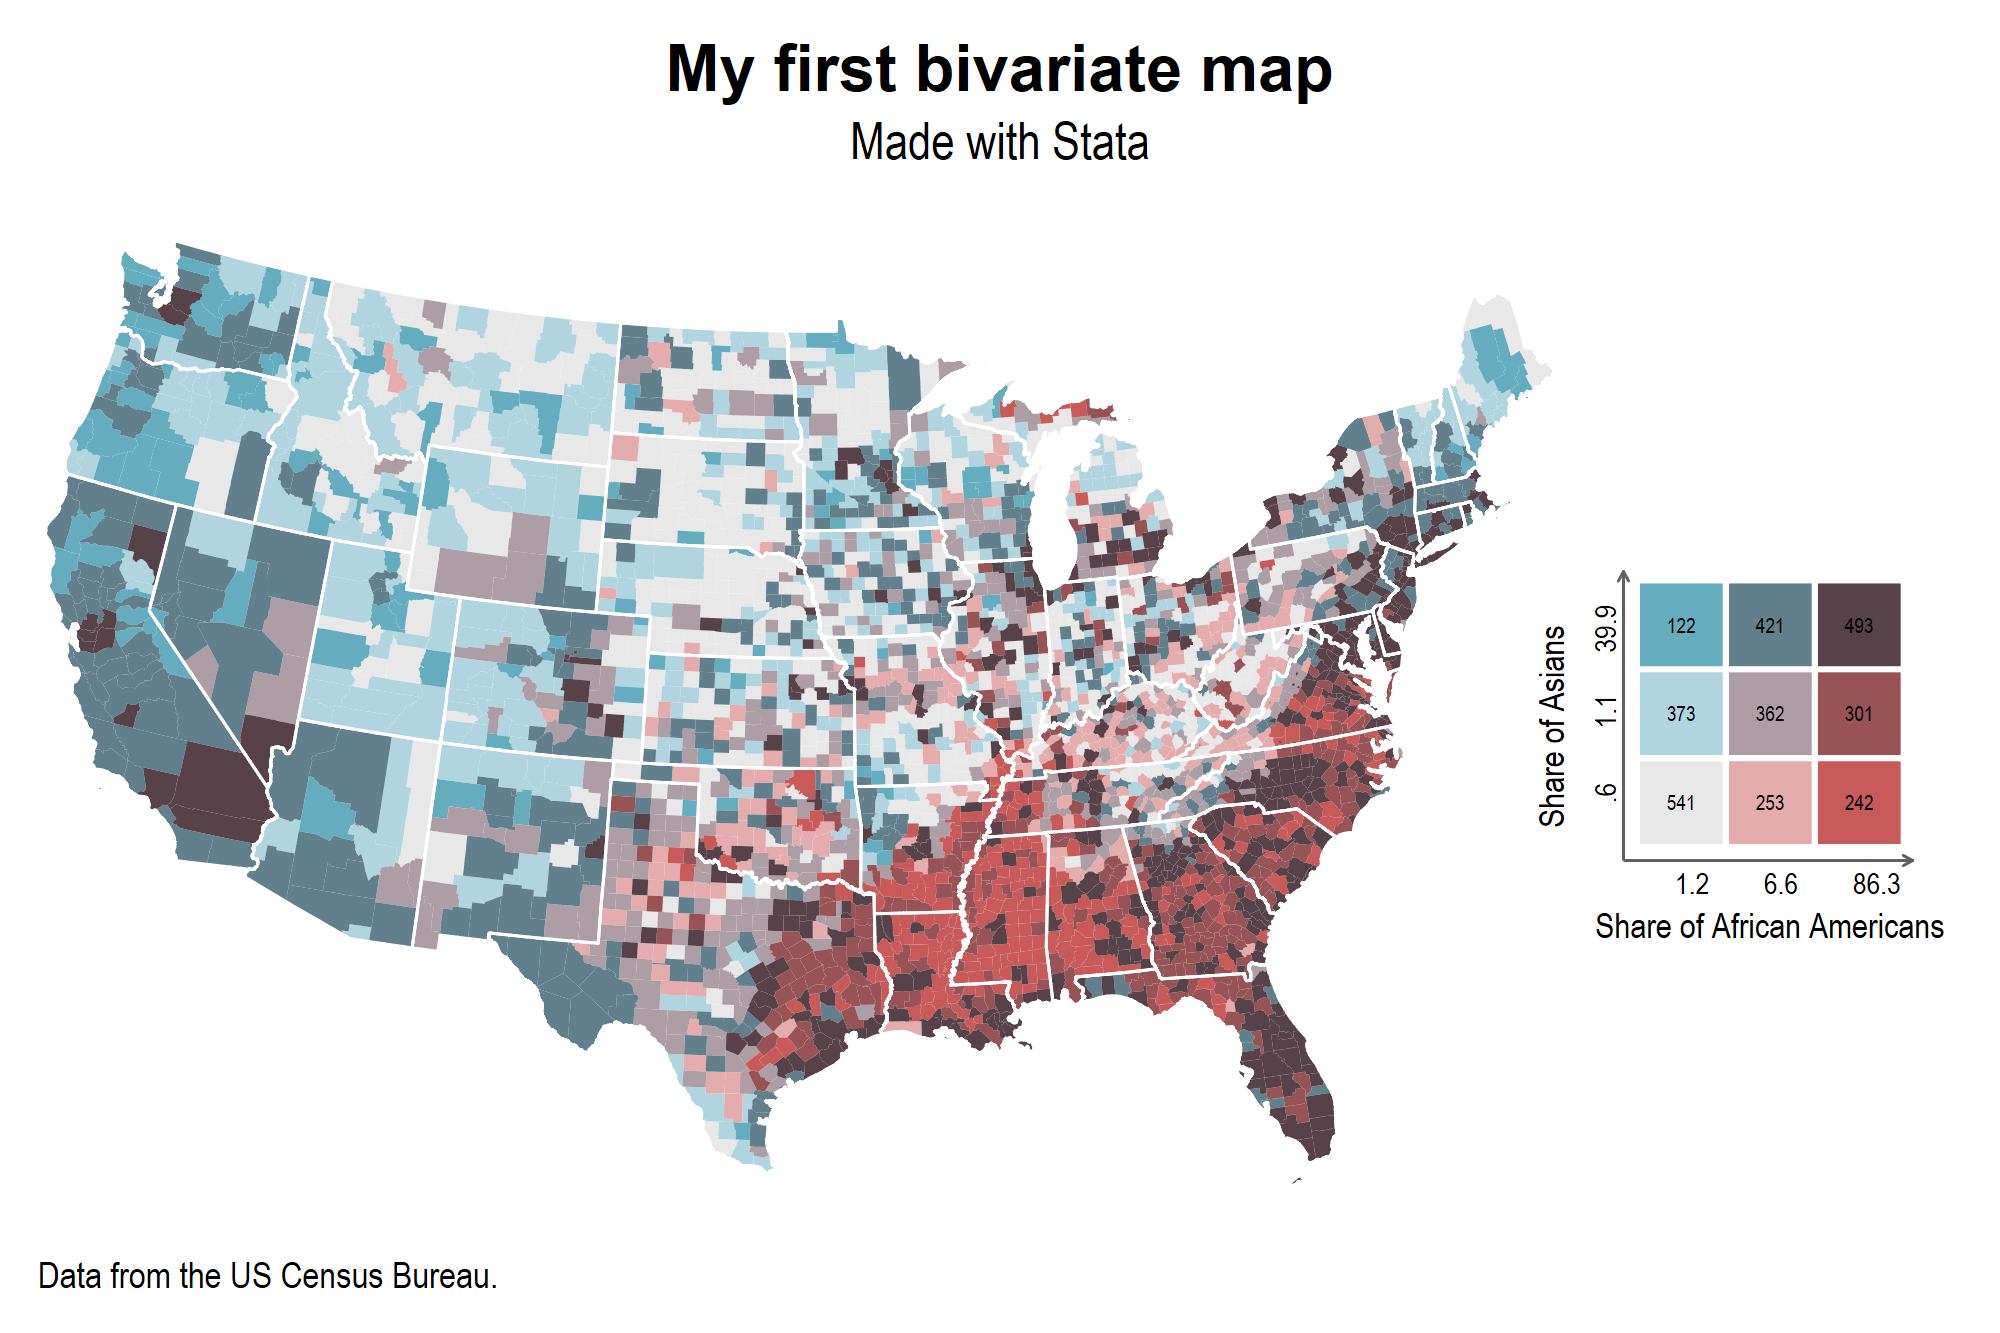 My first bivariate map
Made with Stata
Share of Asians
39.9
1.1
.6
122 421 493
373 362 301
541 253 242
1.2 6.6 86.3
Share of African Americans
Data from the US Census Bureau.